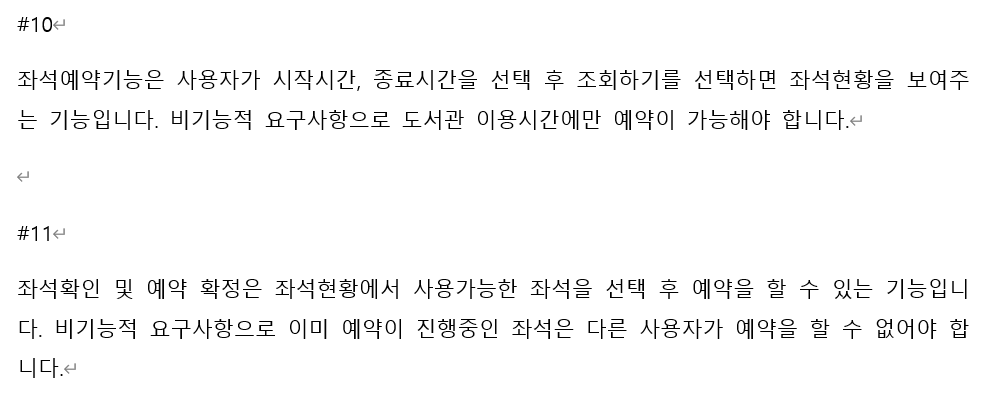 #10
좌석예약기능은 사용자가 시작시간, 종료시간을 선택 후 조회하기를 선택하면 좌석현황을 보여주
는 기능입니다. 비기능적 요구사항으로 도서관 이용시간에만 예약이 가능해야 합니다.
#11
좌석확인 및 예약 확정은 좌석현황에서 사용가능한 좌석을 선택 후 예약을 할 수 있는 기능입니
다. 비기능적 요구사항으로 이미 예약이 진행중인 좌석은 다른 사용자가 예약을 할 수 없어야 합
니다.